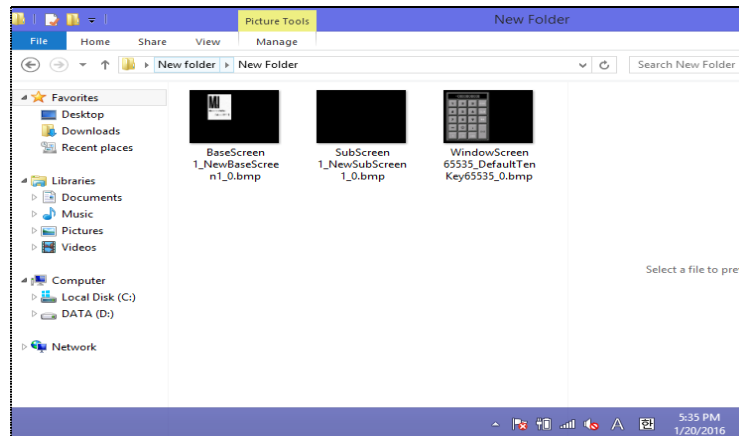 Picture Tools
New Folder
File Home Share View Manage
New folder New Folder
Search New Folder
Favorites
Desktop
Downloads
Recent places
Libraries
Documents
Music
Pictures
Videos
Computer
Local Disk (C:)
DATA (D:)
Network
BaseScreen
1_NewBaseScree
n1_0.bmp
SubScreen
1_NewSubScreen
1_0.bmp
WindowScreen
65535_DefaultTen
Key65535_0.bmp
Select a file to pre
A 한 5:35 PM
1/20/2016